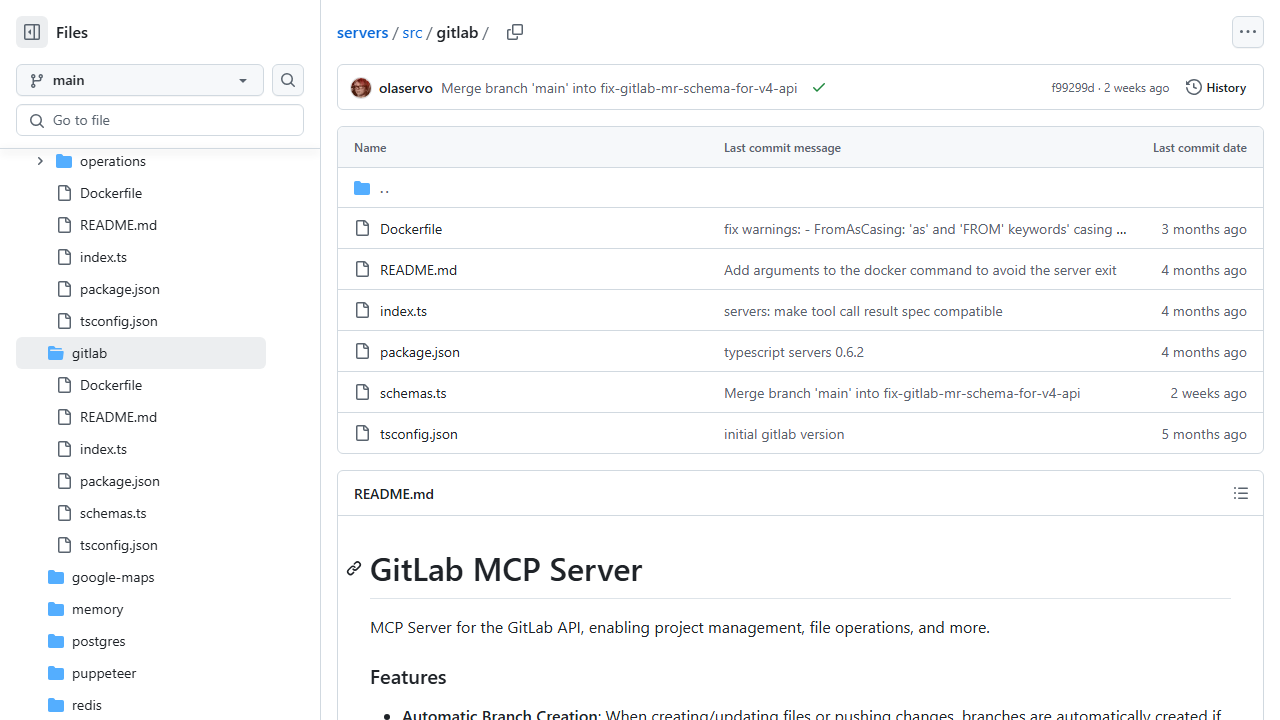 Files
main
Go to file
operations
Dockerfile
README.md
index.ts
package.json
tsconfig.json
gitlab
Dockerfile
README.md
index.ts
package.json
schemas.ts
tsconfig.json
google-maps
memory
postgres
puppeteer
redis
servers / src / gitlab /
olaservo Merge branch 'main' into fix-gitlab-mr-schema-for-v4-api f99299d · 2 weeks ago History
Name Last commit message Last commit date
..
Dockerfile fix warnings: - FromAsCasing: 'as' and 'FROM' keywords' casing ... 3 months ago
README.md Add arguments to the docker command to avoid the server exit 4 months ago
index.ts servers: make tool call result spec compatible 4 months ago
package.json typescript servers 0.6.2 4 months ago
schemas.ts Merge branch 'main' into fix-gitlab-mr-schema-for-v4-api 2 weeks ago
tsconfig.json initial gitlab version 5 months ago
README.md
GitLab MCP Server
MCP Server for the GitLab API, enabling project management, file operations, and more.
Features
Automatic Branch Creation: When creating/updating files or pushing changes, branches are automatically created if